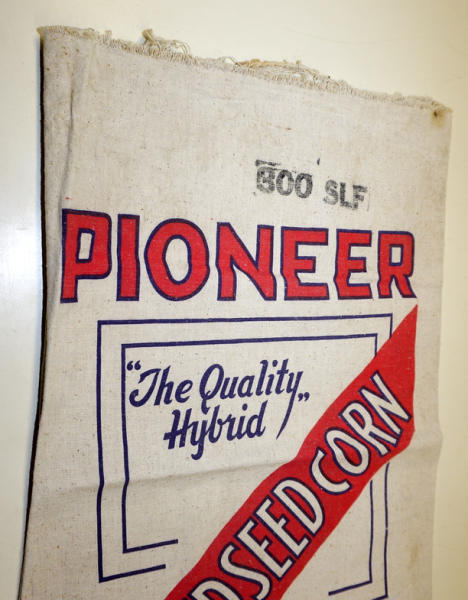 300 SLF
PIONEER
"The Quality
Hybrid"
SEED CORN